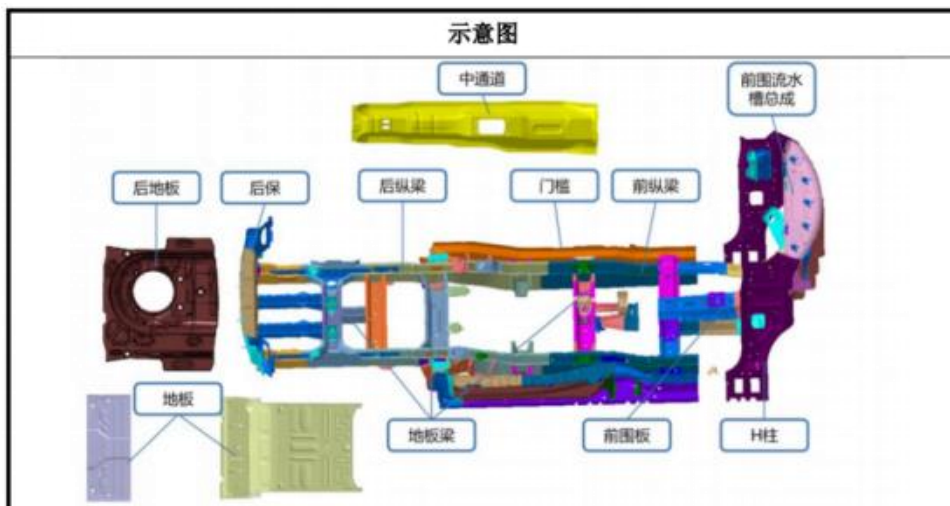 示意图
中通道
前围流水
槽总成
后地板
后保
后纵梁
门槛
前纵梁
地板
地板梁
前围板
H柱